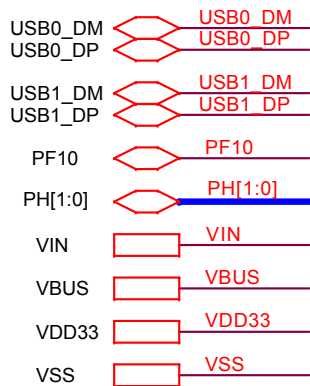 USB0_DM USB0_DM
USB0_DP USB0_DP
USB1_DM USB1_DM
USB1_DP USB1_DP
PF10 PF10
PH[1:0] PH[1:0]
VIN VIN
VBUS VBUS
VDD33 VDD33
VSS VSS